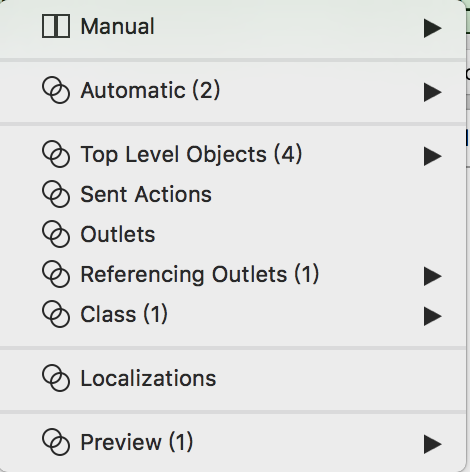 Manual
Automatic (2)
Top Level Objects (4)
Sent Actions
Outlets
Referencing Outlets (1)
Class (1)
Localizations
Preview (1)